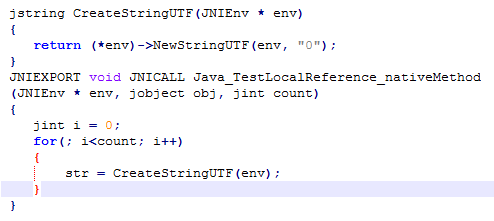 jstring CreateStringUTF(JNIEnv * env)
{
    return (*env)->NewStringUTF(env, "0");
}
JNIEXPORT void JNICALL Java_TestLocalReference_nativeMethod
(JNIEnv * env, jobject obj, jint count)
{
    jint i = 0;
    for(; i<count; i++)
    {
        str = CreateStringUTF(env);
    }
}